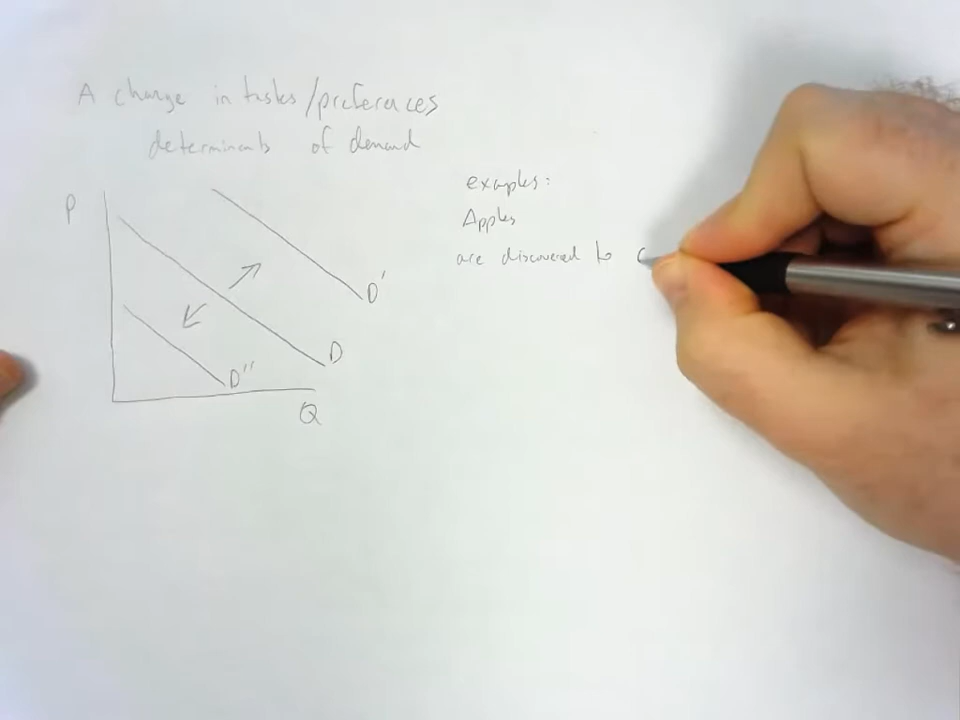 A change in tastes/preferences
determinants of demand
examples:
P
Apples
are discovered to c
D'
D
D''
Q